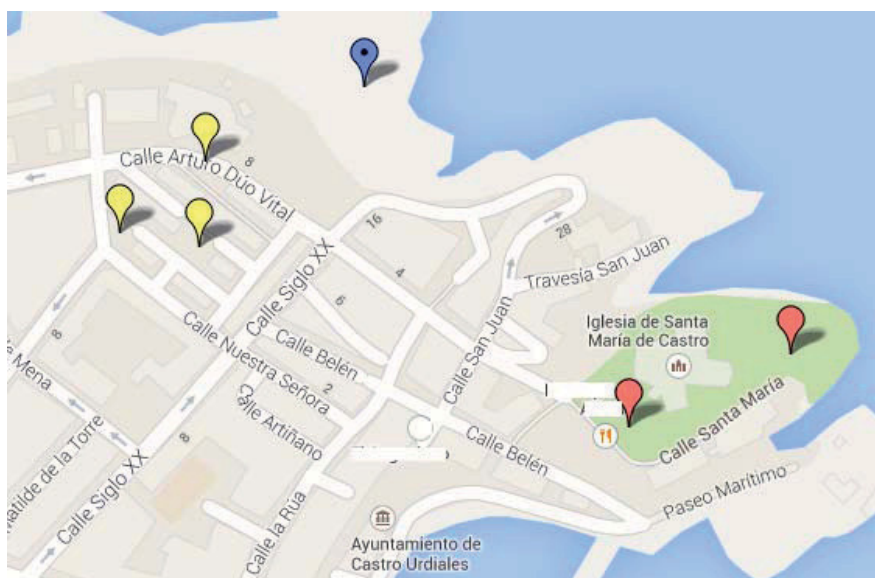 Calle Arturo Dúo Vital
8
16
28
Travesía San Juan
4
Calle Siglo XX
6
Iglesia de Santa
María de Castro
Calle San Juan
8
Calle Nuestra Señora
Calle Belén
2
Mena
Calle Artiñano
Calle Santa María
Calle Belén
8
Matilde de la Torre
Calle Siglo XX
Paseo Marítimo
Calle la Rúa
Ayuntamiento de
Castro Urdiales